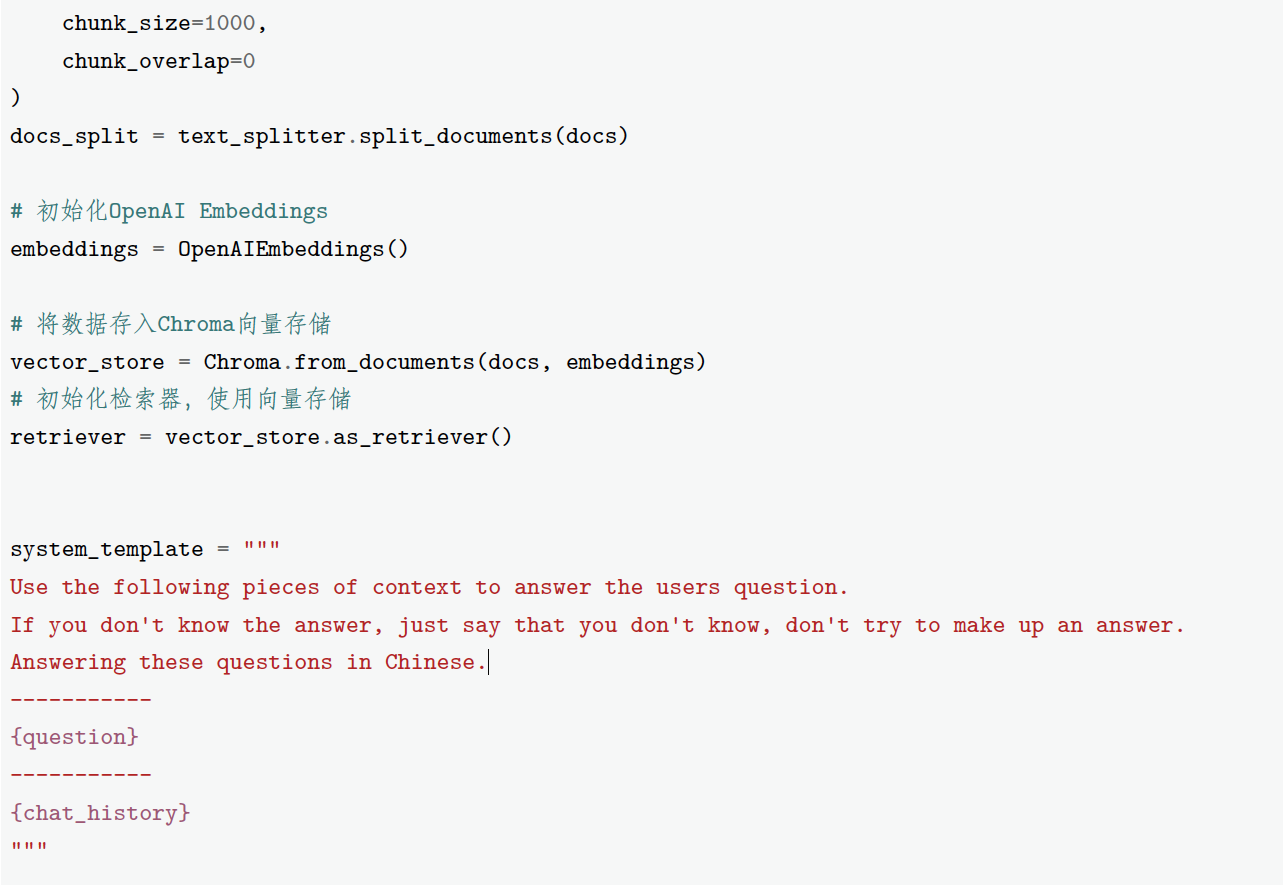 chunk_size=1000,
chunk_overlap=0
)
docs_split = text_splitter.split_documents(docs)
# 初始化OpenAI Embeddings
embeddings = OpenAIEmbeddings()
# 将数据存入Chroma向量存储
vector_store = Chroma.from_documents(docs, embeddings)
# 初始化检索器，使用向量存储
retriever = vector_store.as_retriever()
system_template = """
Use the following pieces of context to answer the users question.
If you don't know the answer, just say that you don't know, don't try to make up an answer.
Answering these questions in Chinese.
-----------
{question}
-----------
{chat_history}
"""